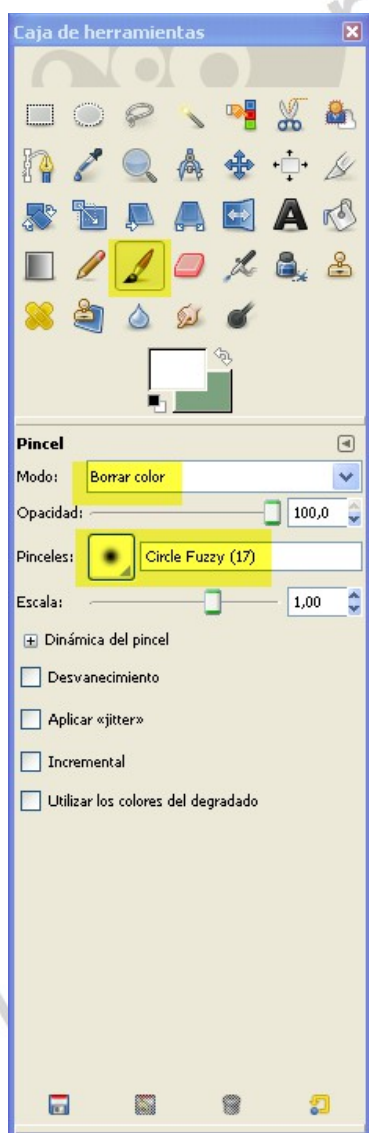 Caja de herramientas
Pincel
Modo: Borrar color
Opacidad: 100,0
Pinceles: Circle Fuzzy (17)
Escala: 1,00
Dinámica del pincel
Desvanecimiento
Aplicar «jitter»
Incremental
Utilizar los colores del degradado